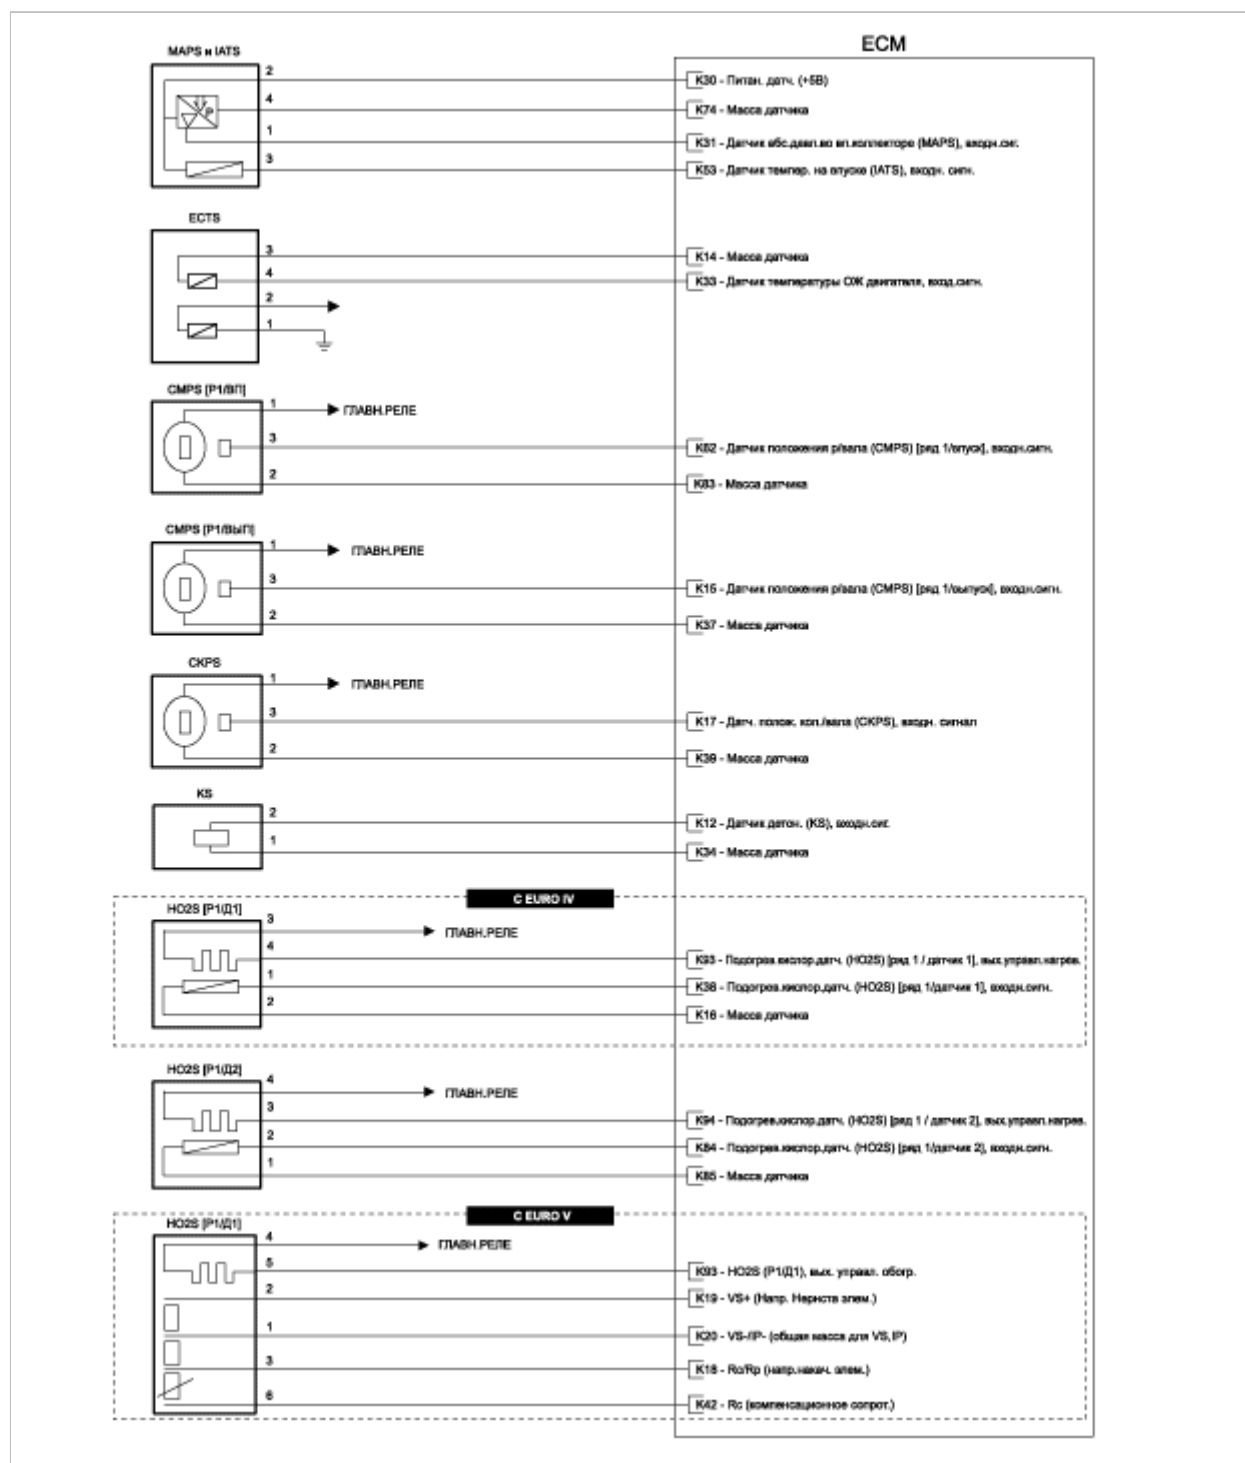 ECM
MAPS и IATS
2
K30 - Питан. датч. (+5В)
4
K74 - Масса датчика
1
K31 - Датчик абс.давл.во вп.коллекторе (MAPS), входн.сиг.
3
K53 - Датчик темпер. на впуске (IATS), входн. сигн.
ECTS
3
K14 - Масса датчика
4
K33 - Датчик температуры ОЖ двигателя, вход.сигн.
2
1
CMPS [P1/ВП]
1
ГЛАВН.РЕЛЕ
3
K82 - Датчик положения р/вала (CMPS) [ряд 1/впуск], входн.сигн.
2
K83 - Масса датчика
CMPS [P1/ВЫП]
1
ГЛАВН.РЕЛЕ
3
K15 - Датчик положения р/вала (CMPS) [ряд 1/выпуск], входн.сигн.
2
K37 - Масса датчика
CKPS
1
ГЛАВН.РЕЛЕ
3
K17 - Датч. полож. кол./вала (CKPS), входн. сигнал
2
K39 - Масса датчика
KS
2
K12 - Датчик детон. (KS), входн.сиг.
1
K34 - Масса датчика
С EURO IV
HO2S [P1/Д1]
3
ГЛАВН.РЕЛЕ
4
K93 - Подогрев.кислор.датч. (HO2S) [ряд 1 / датчик 1], вых.управл.нагрев.
1
K38 - Подогрев.кислор.датч. (HO2S) [ряд 1/датчик 1], входн.сигн.
2
K16 - Масса датчика
HO2S [P1/Д2]
4
ГЛАВН.РЕЛЕ
3
K94 - Подогрев.кислор.датч. (HO2S) [ряд 1 / датчик 2], вых.управл.нагрев.
2
K84 - Подогрев.кислор.датч. (HO2S) [ряд 1/датчик 2], входн.сигн.
1
K85 - Масса датчика
С EURO V
HO2S [P1/Д1]
4
ГЛАВН.РЕЛЕ
5
K93 - HO2S (P1/Д1), вых. управл. обогр.
2
K19 - VS+ (Напр. Нернста элем.)
1
K20 - VS-/IP- (общая масса для VS,IP)
3
K18 - Ro/Rp (напр.накач. элем.)
6
K42 - Rc (компенсационное сопрот.)